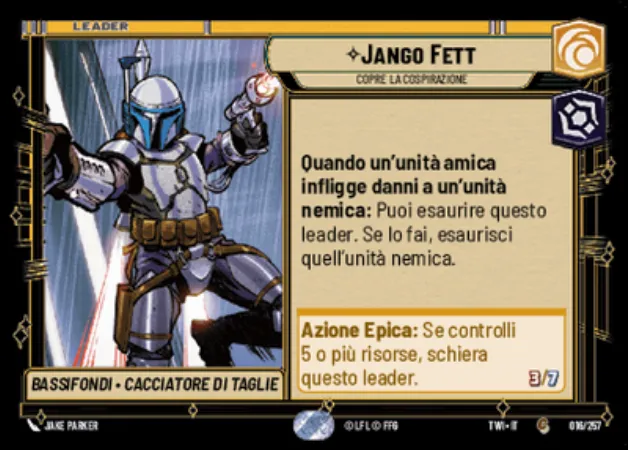 LEADER
JANGO FETT
COPRE LA COSPIRAZIONE
Quando un'unità amica
infligge danni a un'unità
nemica: Puoi esaurire questo
leader. Se lo fai, esaurisci
quell'unità nemica.
Azione Epica: Se controlli
5 o più risorse, schiera
questo leader.
3/7
BASSIFONDI • CACCIATORE DI TAGLIE
JAKE PARKER
© LFL © FFG
TWI • IT
016/257